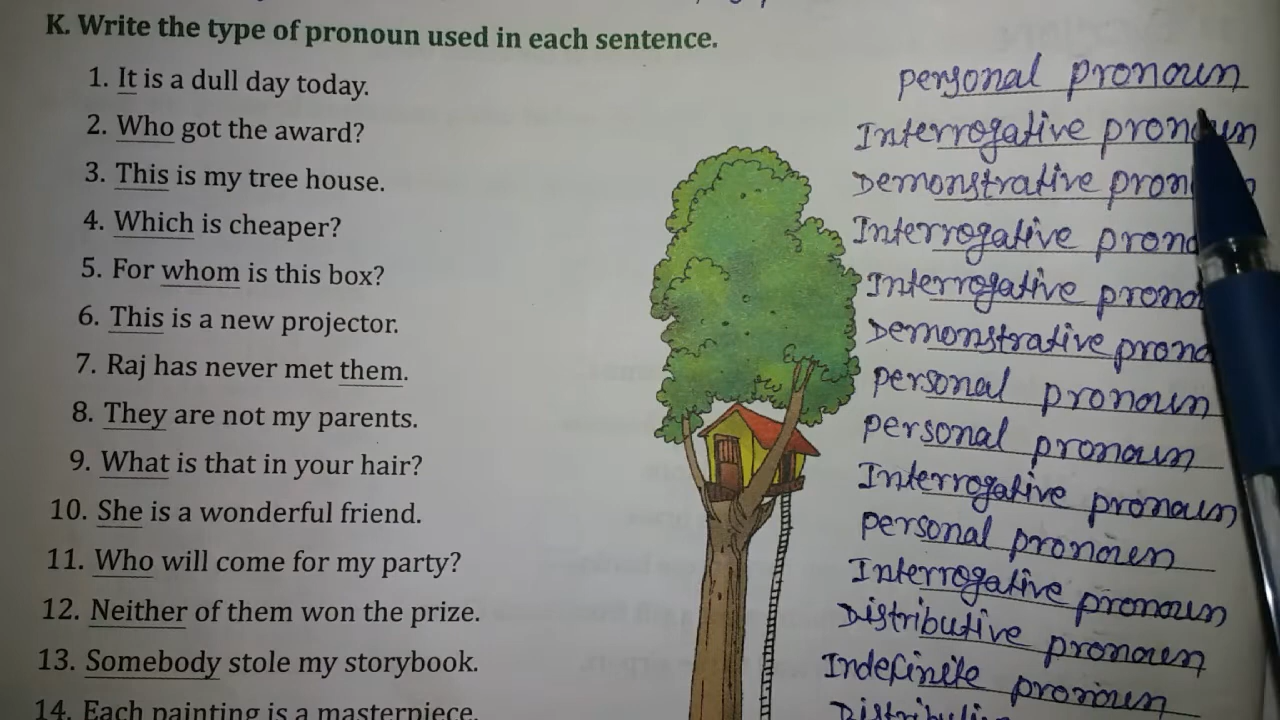 K. Write the type of pronoun used in each sentence.
1. It is a dull day today. personal pronoun
2. Who got the award? Interrogative pronoun
3. This is my tree house. Demonstrative pron
4. Which is cheaper? Interrogative prono
5. For whom is this box? Interrogative prono
6. This is a new projector. Demonstrative prono
7. Raj has never met them. personal pronoun
8. They are not my parents. personal pronoun
9. What is that in your hair? Interrogative pronoun
10. She is a wonderful friend. personal pronoun
11. Who will come for my party? Interrogative pronoun
12. Neither of them won the prize. Distributive pronoun
13. Somebody stole my storybook. Indefinite pronoun
14. Each painting is a masterpiece. Distributive